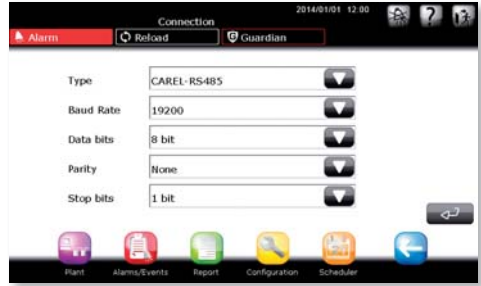 Connection
2014/01/01 12:00
?
Alarm
Reload
Guardian
Type CAREL-RS485
Baud Rate 19200
Data bits 8 bit
Parity None
Stop bits 1 bit
Plant Alarms/Events Report Configuration Scheduler